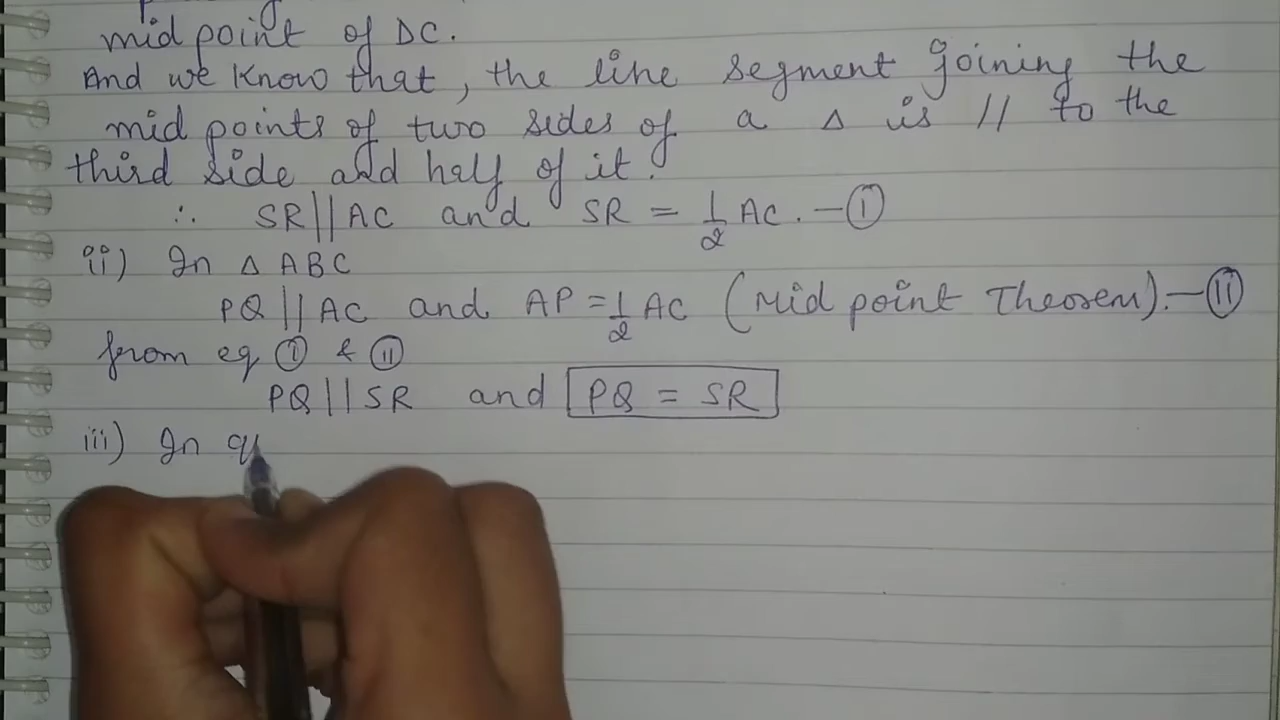 mid point of DC.
And we know that, the line segment joining the
mid points of two sides of a Δ is // to the
third side and half of it.
∴ SR||AC and SR = 1/2 AC. — (I)
ii) In Δ ABC
PQ || AC and AP = 1/2 AC (Mid point Theorem). — (II)
from eq (I) & (II)
PQ || SR and PQ = SR
iii) In qu